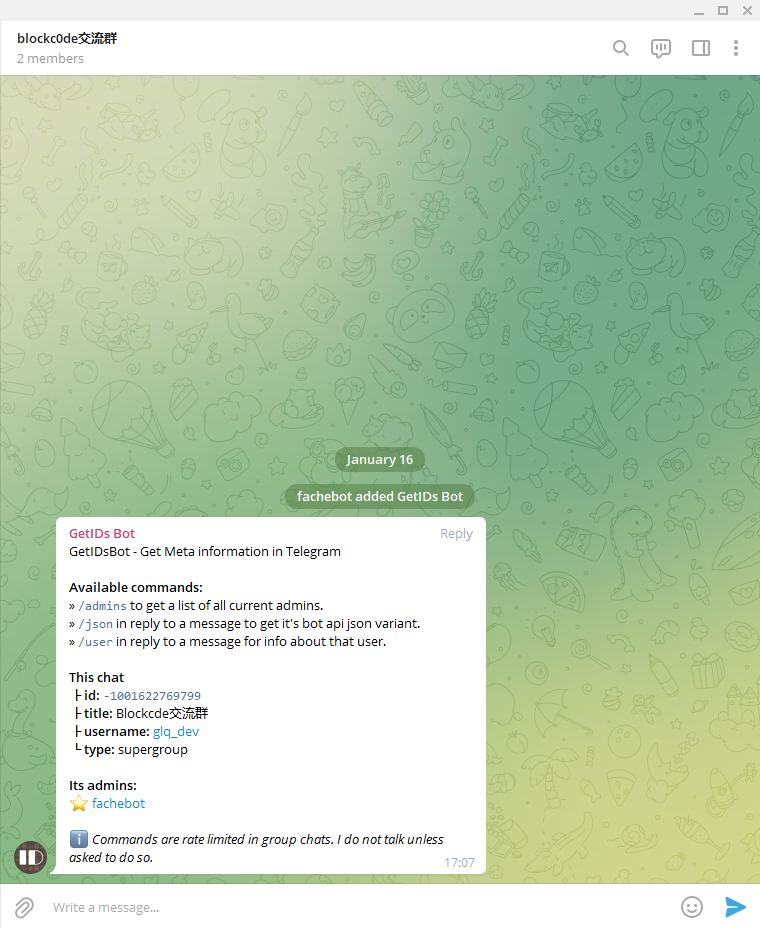 blockc0de交流群
2 members
January 16
fachebot added GetIDs Bot
GetIDs Bot Reply
GetIDsBot - Get Meta information in Telegram
Available commands:
» /admins to get a list of all current admins.
» /json in reply to a message to get it's bot api json variant.
» /user in reply to a message for info about that user.
This chat
├ id: -1001622769799
├ title: Blockcde交流群
├ username: glq_dev
└ type: supergroup
Its admins:
⭐ fachebot
ℹ️ Commands are rate limited in group chats. I do not talk unless
asked to do so.
17:07
Write a message...